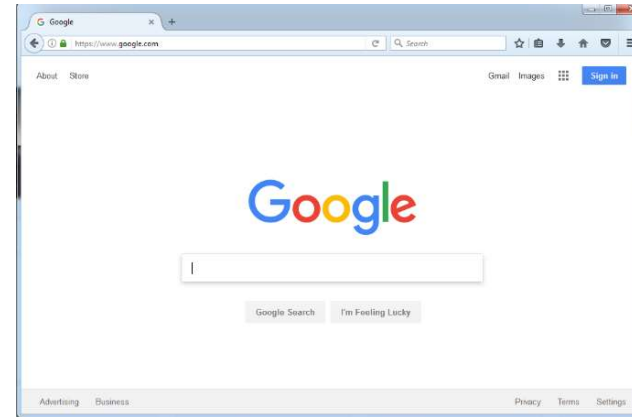 Google
https://www.google.com Search
About Store Gmail Images Sign in
Google
Google Search I'm Feeling Lucky
Advertising Business Privacy Terms Settings